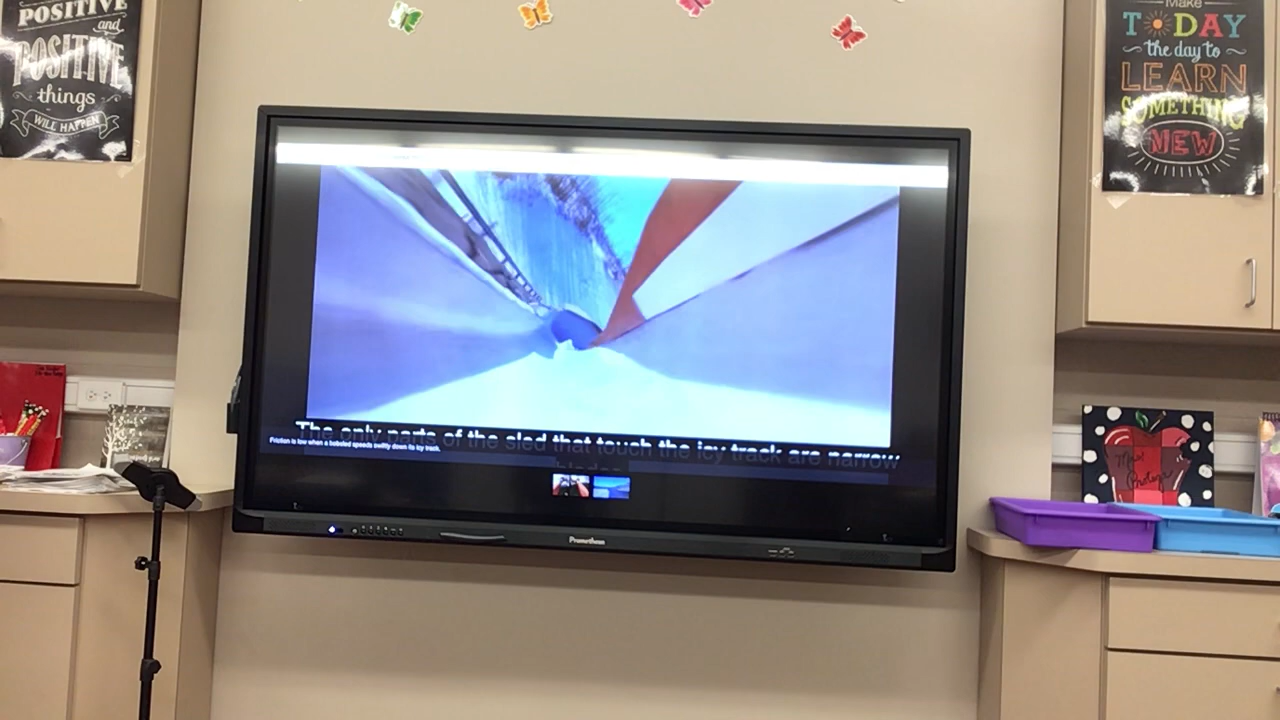 POSITIVE
and
POSITIVE
things
WILL HAPPEN
Make
TODAY
the day to
LEARN
SOMETHING
NEW
The only parts of the sled that touch the icy track are narrow
blades
Friction is low when a bobsled speeds swiftly down its icy track.
Promethean
Mrs.